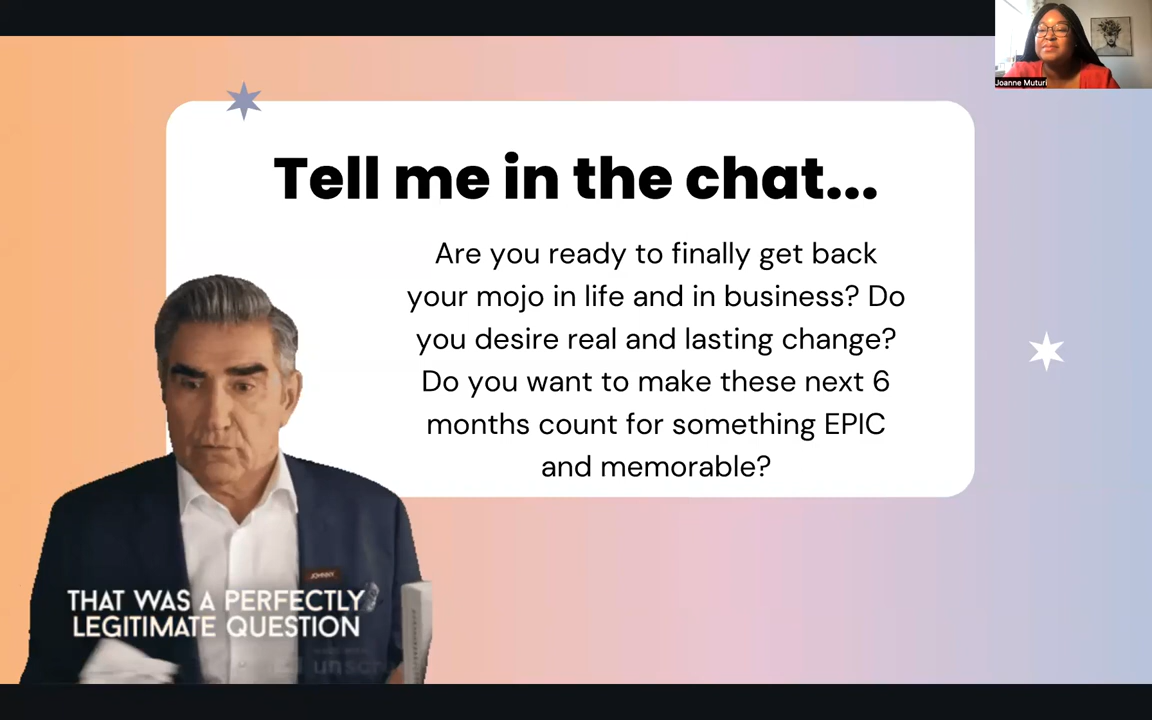 Joanne Muturi
Tell me in the chat...
Are you ready to finally get back
your mojo in life and in business? Do
you desire real and lasting change?
Do you want to make these next 6
months count for something EPIC
and memorable?
JOHNNY
THAT WAS A PERFECTLY
LEGITIMATE QUESTION